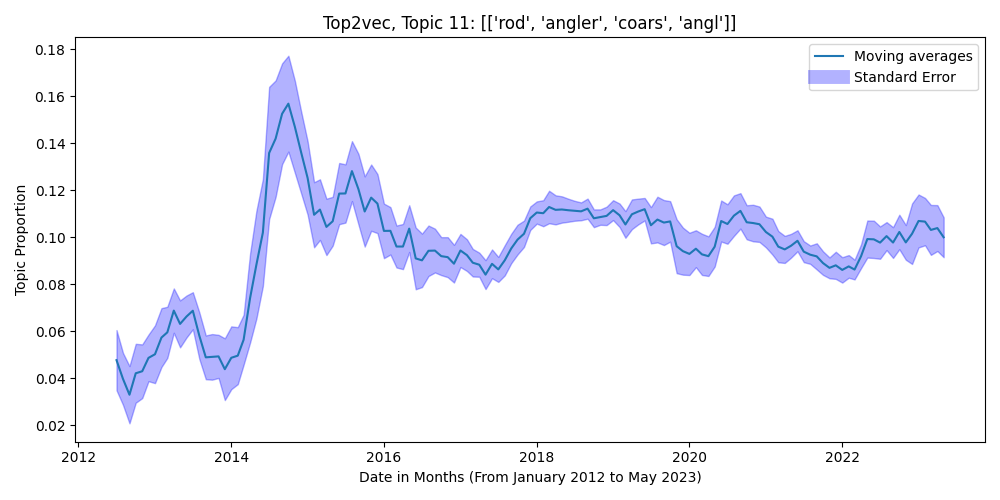 Top2vec, Topic 11: [['rod', 'angler', 'coars', 'angl']]
Moving averages
Standard Error
Topic Proportion
0.18
0.16
0.14
0.12
0.10
0.08
0.06
0.04
0.02
2012 2014 2016 2018 2020 2022
Date in Months (From January 2012 to May 2023)